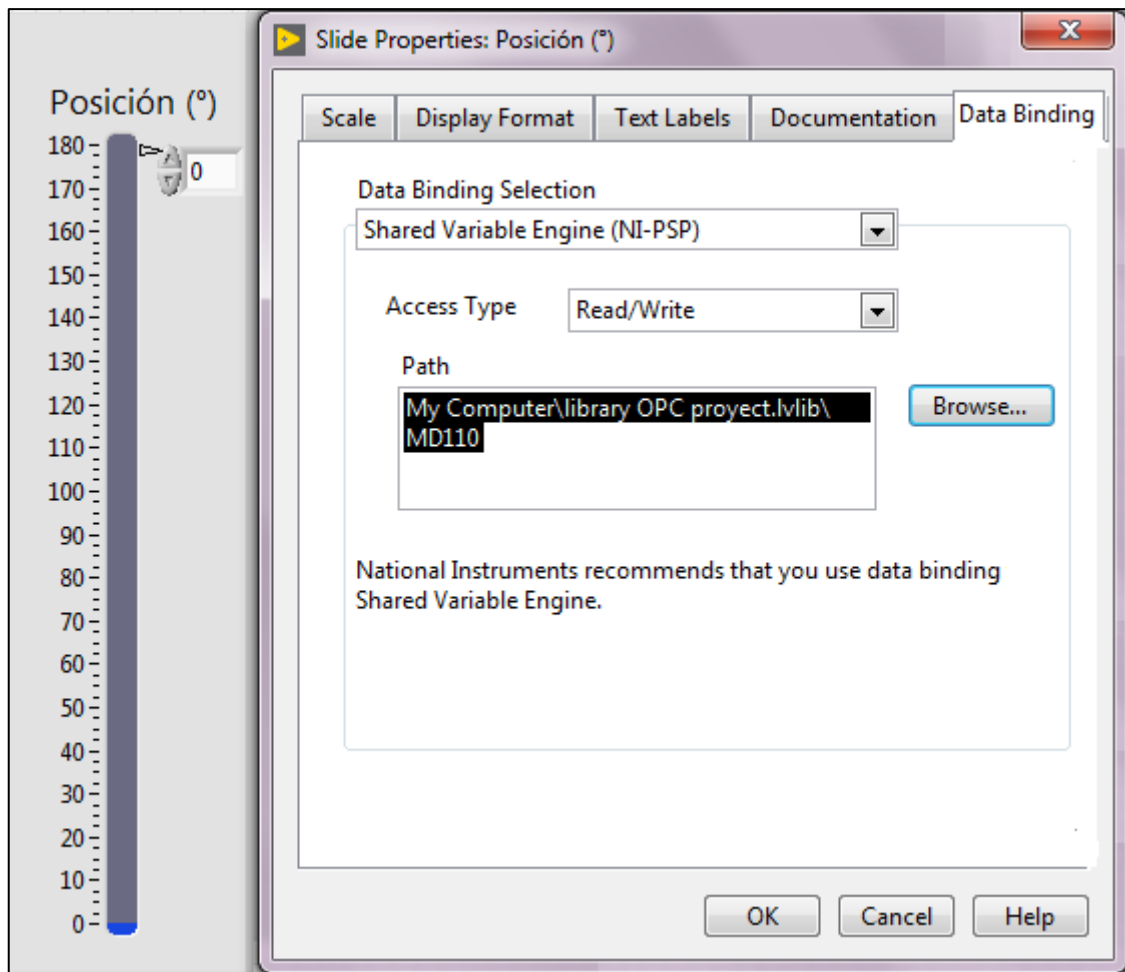 Slide Properties: Posición (°)
Posición (°)
180
170
160
150
140
130
120
110
100
90
80
70
60
50
40
30
20
10
0
0
Scale
Display Format
Text Labels
Documentation
Data Binding
Data Binding Selection
Shared Variable Engine (NI-PSP)
Access Type
Read/Write
Path
My Computer\library OPC proyect.lvlib\
MD110
Browse...
National Instruments recommends that you use data binding
Shared Variable Engine.
OK
Cancel
Help